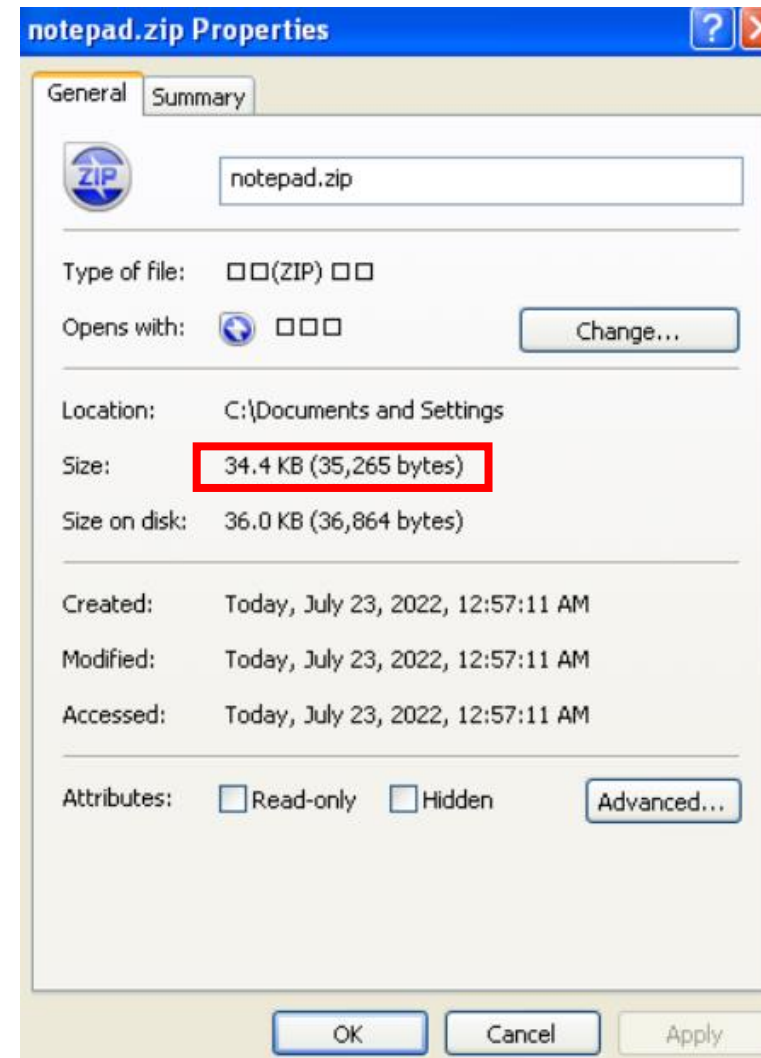 notepad.zip Properties
General Summary
ZIP
notepad.zip
Type of file: □□(ZIP) □□
Opens with: □□□ Change...
Location: C:\Documents and Settings
Size: 34.4 KB (35,265 bytes)
Size on disk: 36.0 KB (36,864 bytes)
Created: Today, July 23, 2022, 12:57:11 AM
Modified: Today, July 23, 2022, 12:57:11 AM
Accessed: Today, July 23, 2022, 12:57:11 AM
Attributes: Read-only Hidden Advanced...
OK Cancel Apply